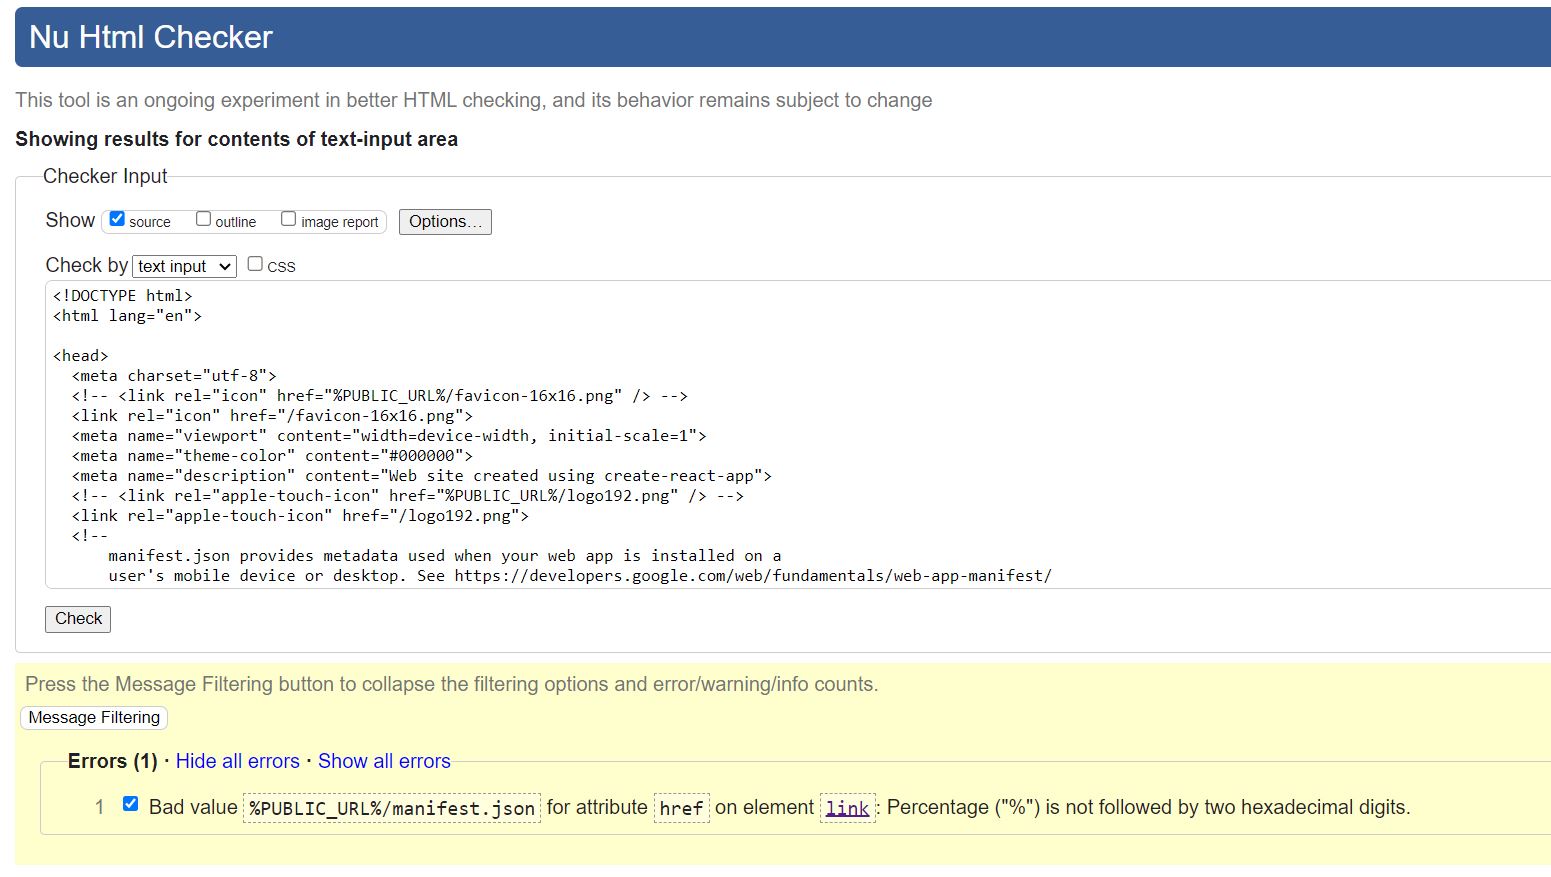 Nu Html Checker
This tool is an ongoing experiment in better HTML checking, and its behavior remains subject to change
Showing results for contents of text-input area
Checker Input
Show source outline image report Options...
Check by text input CSS
<!DOCTYPE html>
<html lang="en">
<head>
<meta charset="utf-8">
<!-- <link rel="icon" href="%PUBLIC_URL%/favicon-16x16.png" /> -->
<link rel="icon" href="/favicon-16x16.png">
<meta name="viewport" content="width=device-width, initial-scale=1">
<meta name="theme-color" content="#000000">
<meta name="description" content="Web site created using create-react-app">
<!-- <link rel="apple-touch-icon" href="%PUBLIC_URL%/logo192.png" /> -->
<link rel="apple-touch-icon" href="/logo192.png">
<!--
manifest.json provides metadata used when your web app is installed on a
user's mobile device or desktop. See https://developers.google.com/web/fundamentals/web-app-manifest/
Check
Press the Message Filtering button to collapse the filtering options and error/warning/info counts.
Message Filtering
Errors (1) · Hide all errors · Show all errors
1 Bad value %PUBLIC_URL%/manifest.json for attribute href on element link: Percentage ("%") is not followed by two hexadecimal digits.